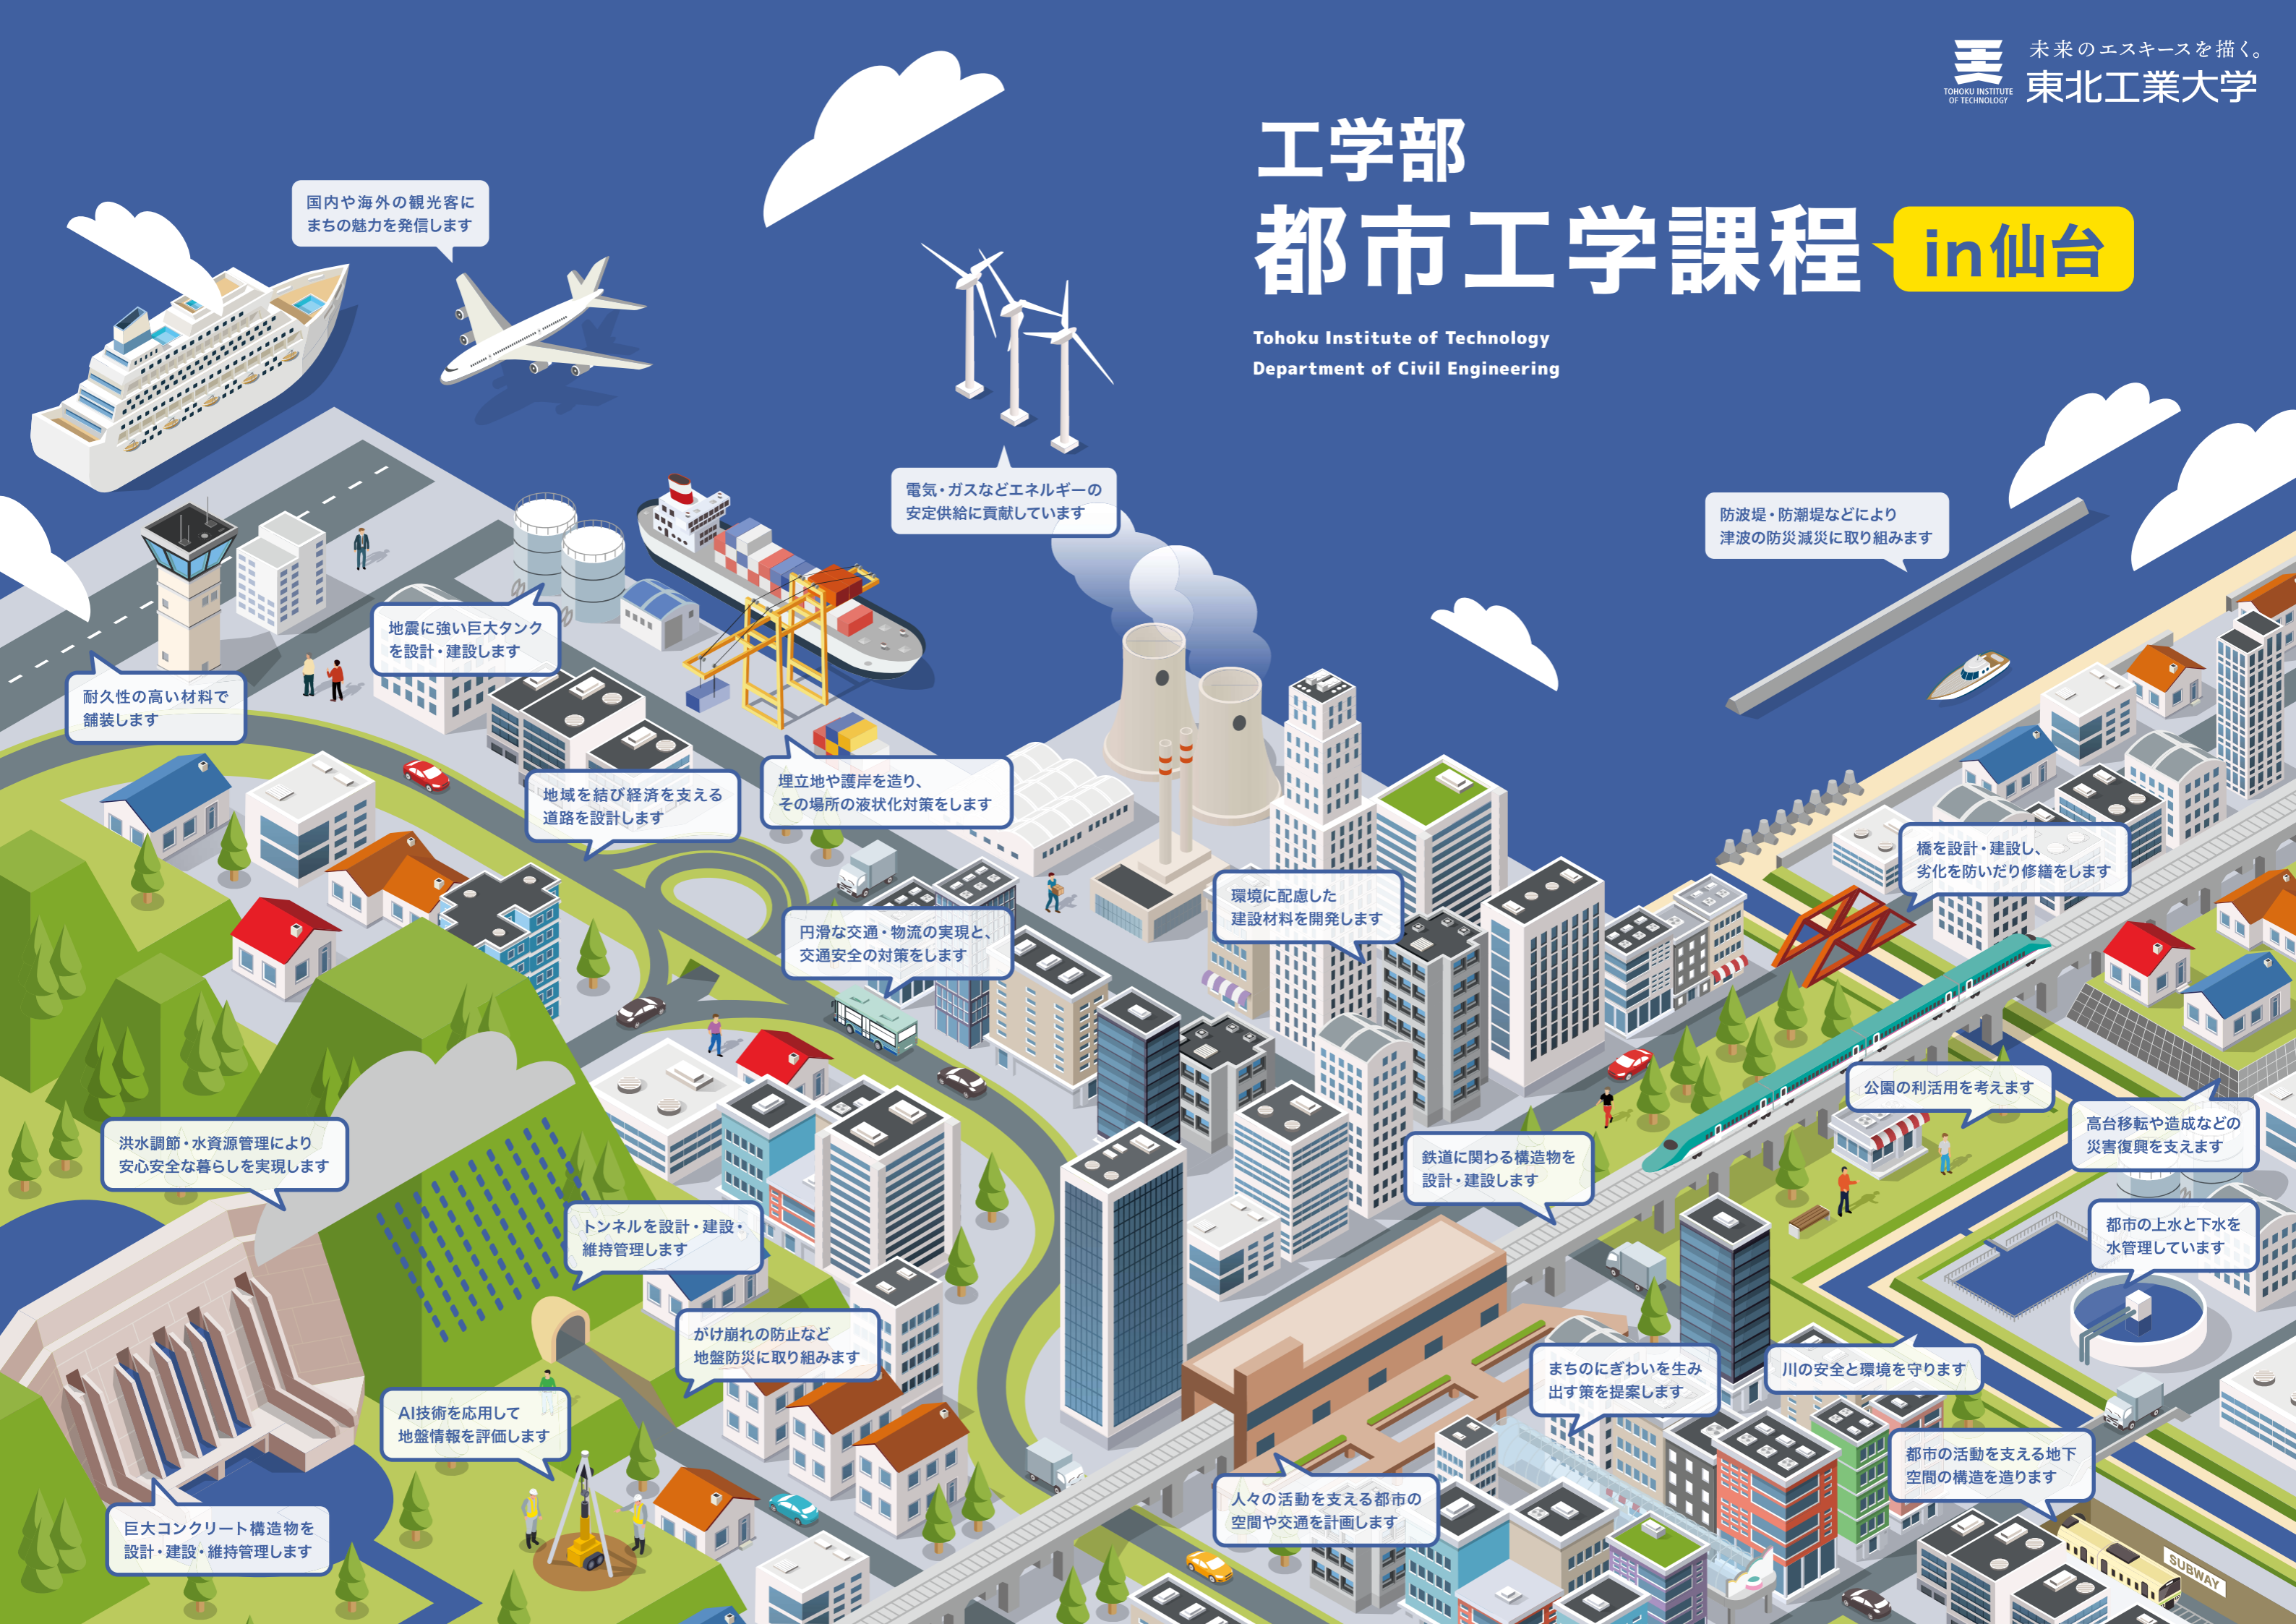 未来のエスキースを描く。
東北工業大学
TOHOKU INSTITUTE
OF TECHNOLOGY
工学部
都市工学課程
in仙台
Tohoku Institute of Technology
Department of Civil Engineering
国内や海外の観光客に
まちの魅力を発信します
電気・ガスなどエネルギーの
安定供給に貢献しています
防波堤・防潮堤などにより
津波の防災減災に取り組みます
地震に強い巨大タンク
を設計・建設します
耐久性の高い材料で
舗装します
地域を結び経済を支える
道路を設計します
埋立地や護岸を造り、
その場所の液状化対策をします
橋を設計・建設し、
劣化を防いだり修繕をします
環境に配慮した
建設材料を開発します
円滑な交通・物流の実現と、
交通安全の対策をします
公園の利活用を考えます
高台移転や造成などの
災害復興を支えます
洪水調節・水資源管理により
安心安全な暮らしを実現します
鉄道に関わる構造物を
設計・建設します
トンネルを設計・建設・
維持管理します
都市の上水と下水を
水管理しています
がけ崩れの防止など
地盤防災に取り組みます
まちのにぎわいを生み
出す策を提案します
川の安全と環境を守ります
AI技術を応用して
地盤情報を評価します
都市の活動を支える地下
空間の構造を造ります
人々の活動を支える都市の
空間や交通を計画します
巨大コンクリート構造物を
設計・建設・維持管理します
SUBWAY